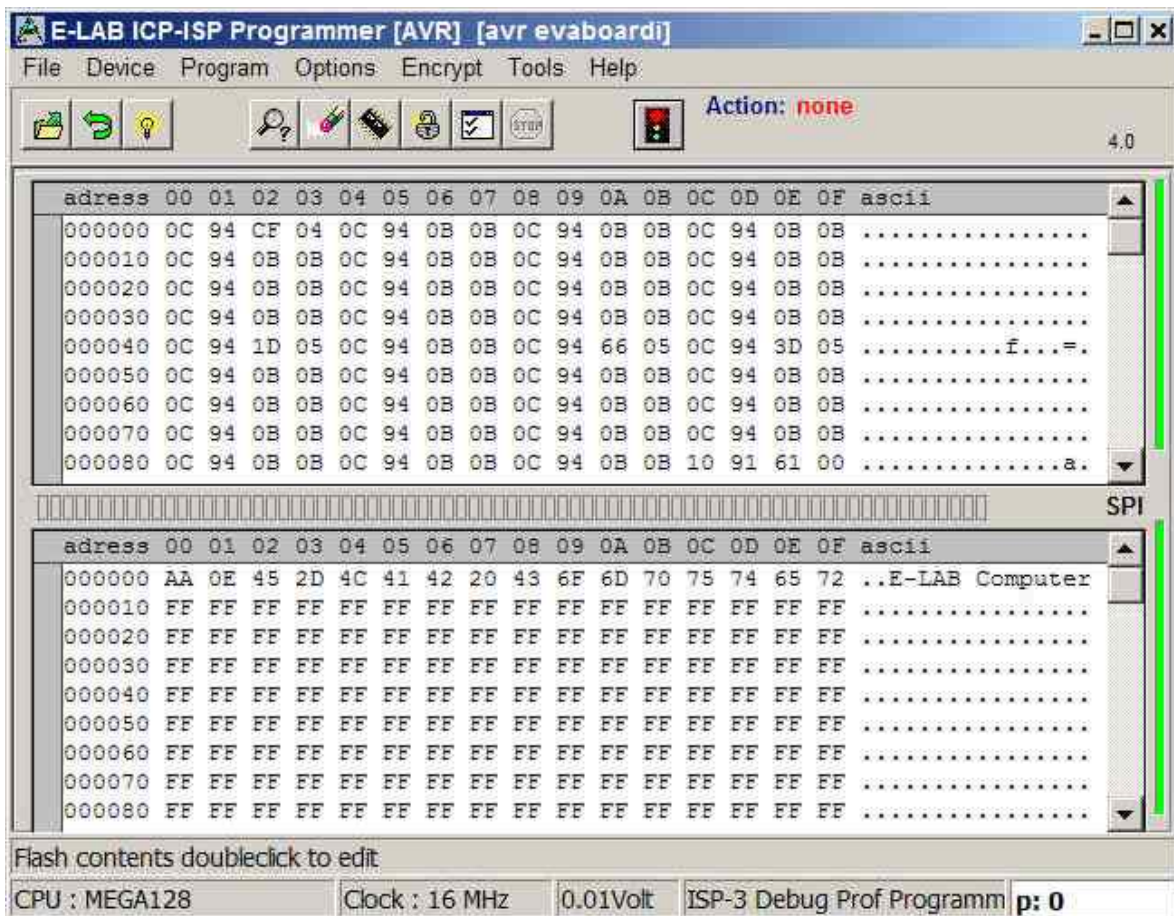 E-LAB ICP-ISP Programmer [AVR] [avr evaboardi]
File Device Program Options Encrypt Tools Help
STOP
Action: none
4.0
adress 00 01 02 03 04 05 06 07 08 09 0A 0B 0C 0D 0E 0F ascii
000000 0C 94 CF 04 0C 94 0B 0B 0C 94 0B 0B 0C 94 0B 0B ................
000010 0C 94 0B 0B 0C 94 0B 0B 0C 94 0B 0B 0C 94 0B 0B ................
000020 0C 94 0B 0B 0C 94 0B 0B 0C 94 0B 0B 0C 94 0B 0B ................
000030 0C 94 0B 0B 0C 94 0B 0B 0C 94 0B 0B 0C 94 0B 0B ................
000040 0C 94 1D 05 0C 94 0B 0B 0C 94 66 05 0C 94 3D 05 ..........f...=.
000050 0C 94 0B 0B 0C 94 0B 0B 0C 94 0B 0B 0C 94 0B 0B ................
000060 0C 94 0B 0B 0C 94 0B 0B 0C 94 0B 0B 0C 94 0B 0B ................
000070 0C 94 0B 0B 0C 94 0B 0B 0C 94 0B 0B 0C 94 0B 0B ................
000080 0C 94 0B 0B 0C 94 0B 0B 0C 94 0B 0B 10 91 61 00 ..............a.
SPI
adress 00 01 02 03 04 05 06 07 08 09 0A 0B 0C 0D 0E 0F ascii
000000 AA 0E 45 2D 4C 41 42 20 43 6F 6D 70 75 74 65 72 ..E-LAB Computer
000010 FF FF FF FF FF FF FF FF FF FF FF FF FF FF FF FF ................
000020 FF FF FF FF FF FF FF FF FF FF FF FF FF FF FF FF ................
000030 FF FF FF FF FF FF FF FF FF FF FF FF FF FF FF FF ................
000040 FF FF FF FF FF FF FF FF FF FF FF FF FF FF FF FF ................
000050 FF FF FF FF FF FF FF FF FF FF FF FF FF FF FF FF ................
000060 FF FF FF FF FF FF FF FF FF FF FF FF FF FF FF FF ................
000070 FF FF FF FF FF FF FF FF FF FF FF FF FF FF FF FF ................
000080 FF FF FF FF FF FF FF FF FF FF FF FF FF FF FF FF ................
Flash contents doubleclick to edit
CPU : MEGA128 Clock : 16 MHz 0.01Volt ISP-3 Debug Prof Programm p: 0